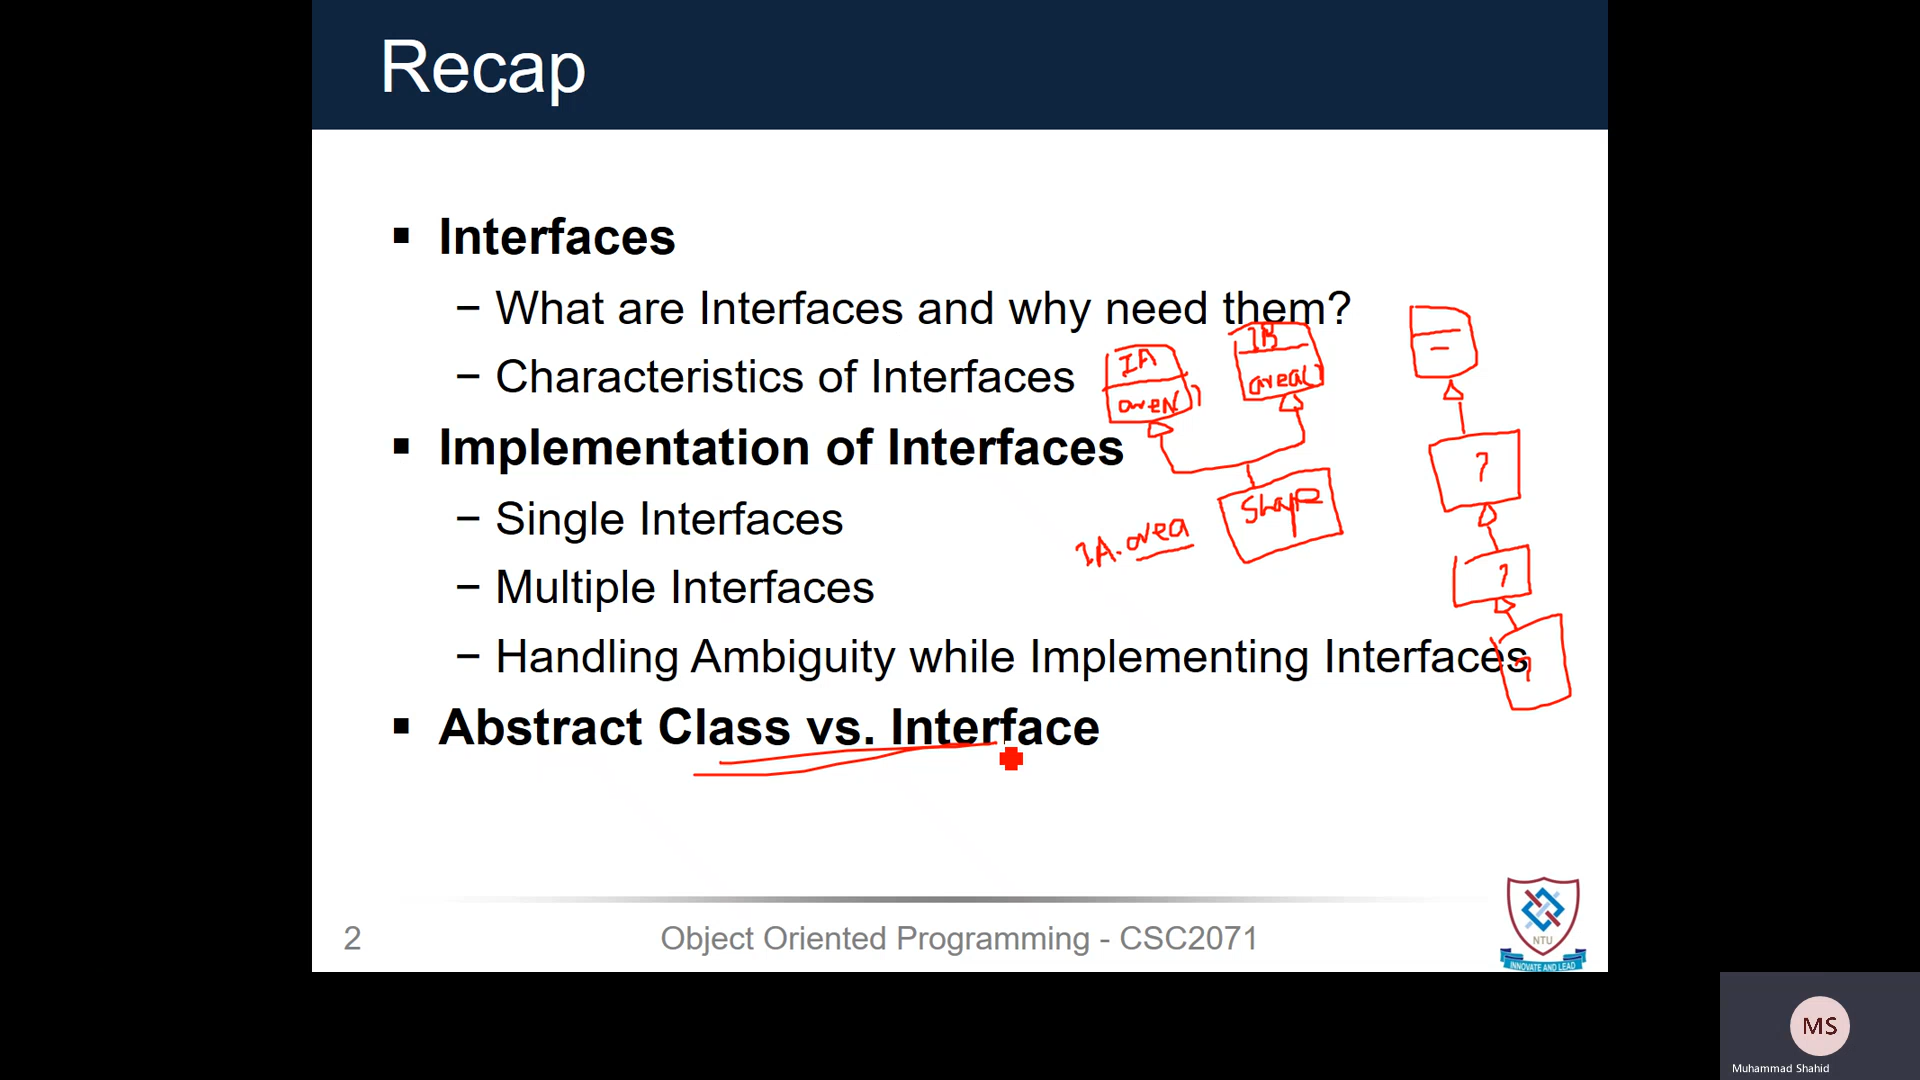 Recap
▪ Interfaces
– What are Interfaces and why need them?
– Characteristics of Interfaces
IA
area()
IB
area()
▪ Implementation of Interfaces
– Single Interfaces
Shape
IA.area
?
– Multiple Interfaces
?
– Handling Ambiguity while Implementing Interfaces
?
▪ Abstract Class vs. Interface
2
Object Oriented Programming - CSC2071
NTU
INNOVATE AND LEAD
MS
Muhammad Shahid